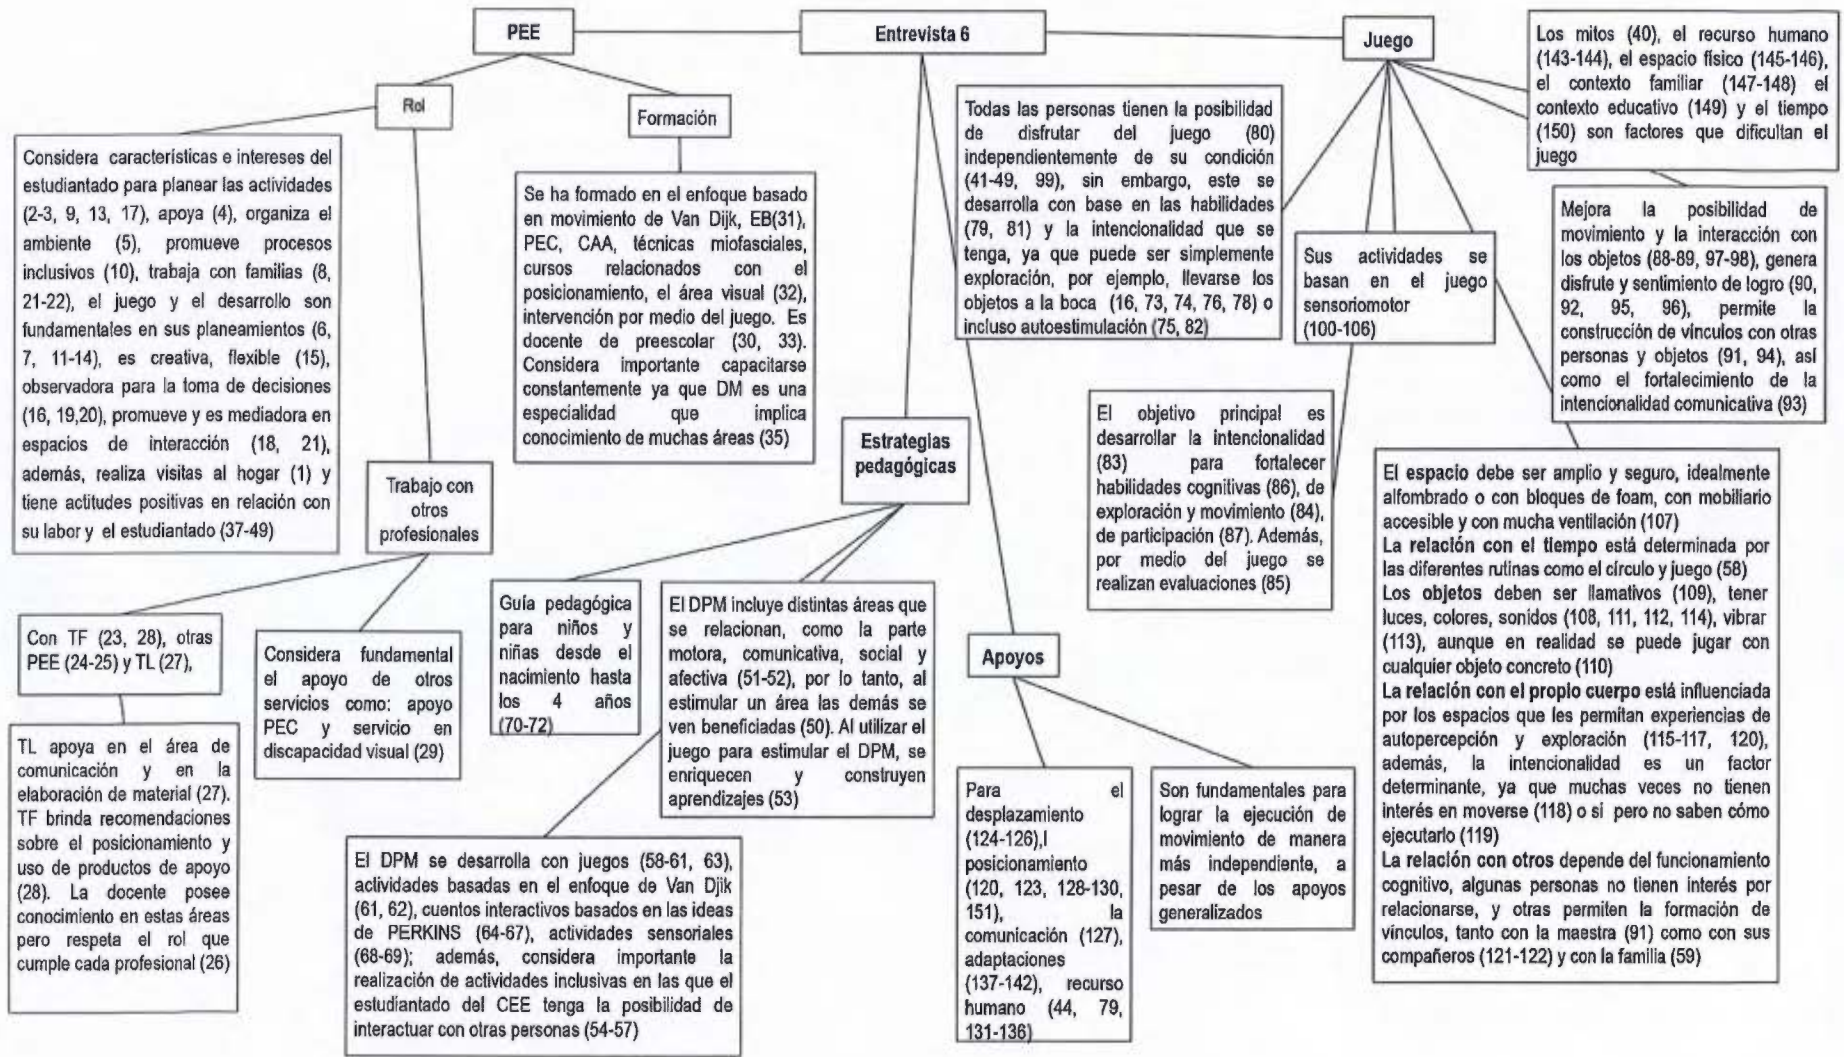 PEE
Entrevista 6
Juego
Los mitos (40), el recurso humano
(143-144), el espacio físico (145-146),
el contexto familiar (147-148) el
contexto educativo (149) y el tiempo
(150) son factores que dificultan el
juego
Rol
Formación
Considera características e intereses del
estudiantado para planear las actividades
(2-3, 9, 13, 17), apoya (4), organiza el
ambiente (5), promueve procesos
inclusivos (10), trabaja con familias (8,
21-22), el juego y el desarrollo son
fundamentales en sus planeamientos (6,
7, 11-14), es creativa, flexible (15),
observadora para la toma de decisiones
(16, 19,20), promueve y es mediadora en
espacios de interacción (18, 21),
además, realiza visitas al hogar (1) y
tiene actitudes positivas en relación con
su labor y el estudiantado (37-49)
Se ha formado en el enfoque basado
en movimiento de Van Dijk, EB(31),
PEC, CAA, técnicas miofasciales,
cursos relacionados con el
posicionamiento, el área visual (32),
intervención por medio del juego. Es
docente de preescolar (30, 33).
Considera importante capacitarse
constantemente ya que DM es una
especialidad que implica
conocimiento de muchas áreas (35)
Todas las personas tienen la posibilidad
de disfrutar del juego (80)
independientemente de su condición
(41-49, 99), sin embargo, este se
desarrolla con base en las habilidades
(79, 81) y la intencionalidad que se
tenga, ya que puede ser simplemente
exploración, por ejemplo, llevarse los
objetos a la boca (16, 73, 74, 76, 78) o
incluso autoestimulación (75, 82)
Sus actividades se
basan en el juego
sensoriomotor
(100-106)
Mejora la posibilidad de
movimiento y la interacción con
los objetos (88-89, 97-98), genera
disfrute y sentimiento de logro (90,
92, 95, 96), permite la
construcción de vínculos con otras
personas y objetos (91, 94), así
como el fortalecimiento de la
intencionalidad comunicativa (93)
El objetivo principal es
desarrollar la intencionalidad
(83) para fortalecer
habilidades cognitivas (86), de
exploración y movimiento (84),
de participación (87). Además,
por medio del juego se
realizan evaluaciones (85)
Estrategias
pedagógicas
Trabajo con
otros
profesionales
El espacio debe ser amplio y seguro, idealmente
alfombrado o con bloques de foam, con mobiliario
accesible y con mucha ventilación (107)
La relación con el tiempo está determinada por
las diferentes rutinas como el círculo y juego (58)
Los objetos deben ser llamativos (109), tener
luces, colores, sonidos (108, 111, 112, 114), vibrar
(113), aunque en realidad se puede jugar con
cualquier objeto concreto (110)
La relación con el propio cuerpo está influenciada
por los espacios que les permitan experiencias de
autopercepción y exploración (115-117, 120),
además, la intencionalidad es un factor
determinante, ya que muchas veces no tienen
interés en moverse (118) o si pero no saben cómo
ejecutarlo (119)
La relación con otros depende del funcionamiento
cognitivo, algunas personas no tienen interés por
relacionarse, y otras permiten la formación de
vínculos, tanto con la maestra (91) como con sus
compañeros (121-122) y con la familia (59)
Con TF (23, 28), otras
PEE (24-25) y TL (27),
Considera fundamental
el apoyo de otros
servicios como: apoyo
PEC y servicio en
discapacidad visual (29)
Guía pedagógica
para niños y
niñas desde el
nacimiento hasta
los 4 años
(70-72)
El DPM incluye distintas áreas que
se relacionan, como la parte
motora, comunicativa, social y
afectiva (51-52), por lo tanto, al
estimular un área las demás se
ven beneficiadas (50). Al utilizar el
juego para estimular el DPM, se
enriquecen y construyen
aprendizajes (53)
Apoyos
TL apoya en el área de
comunicación y en la
elaboración de material (27).
TF brinda recomendaciones
sobre el posicionamiento y
uso de productos de apoyo
(28). La docente posee
conocimiento en estas áreas
pero respeta el rol que
cumple cada profesional (26)
El DPM se desarrolla con juegos (58-61, 63),
actividades basadas en el enfoque de Van Djik
(61, 62), cuentos interactivos basados en las ideas
de PERKINS (64-67), actividades sensoriales
(68-69); además, considera importante la
realización de actividades inclusivas en las que el
estudiantado del CEE tenga la posibilidad de
interactuar con otras personas (54-57)
Para el
desplazamiento
(124-126),l
posicionamiento
(120, 123, 128-130,
151), la
comunicación (127),
adaptaciones
(137-142), recurso
humano (44, 79,
131-136)
Son fundamentales para
lograr la ejecución de
movimiento de manera
más independiente, a
pesar de los apoyos
generalizados